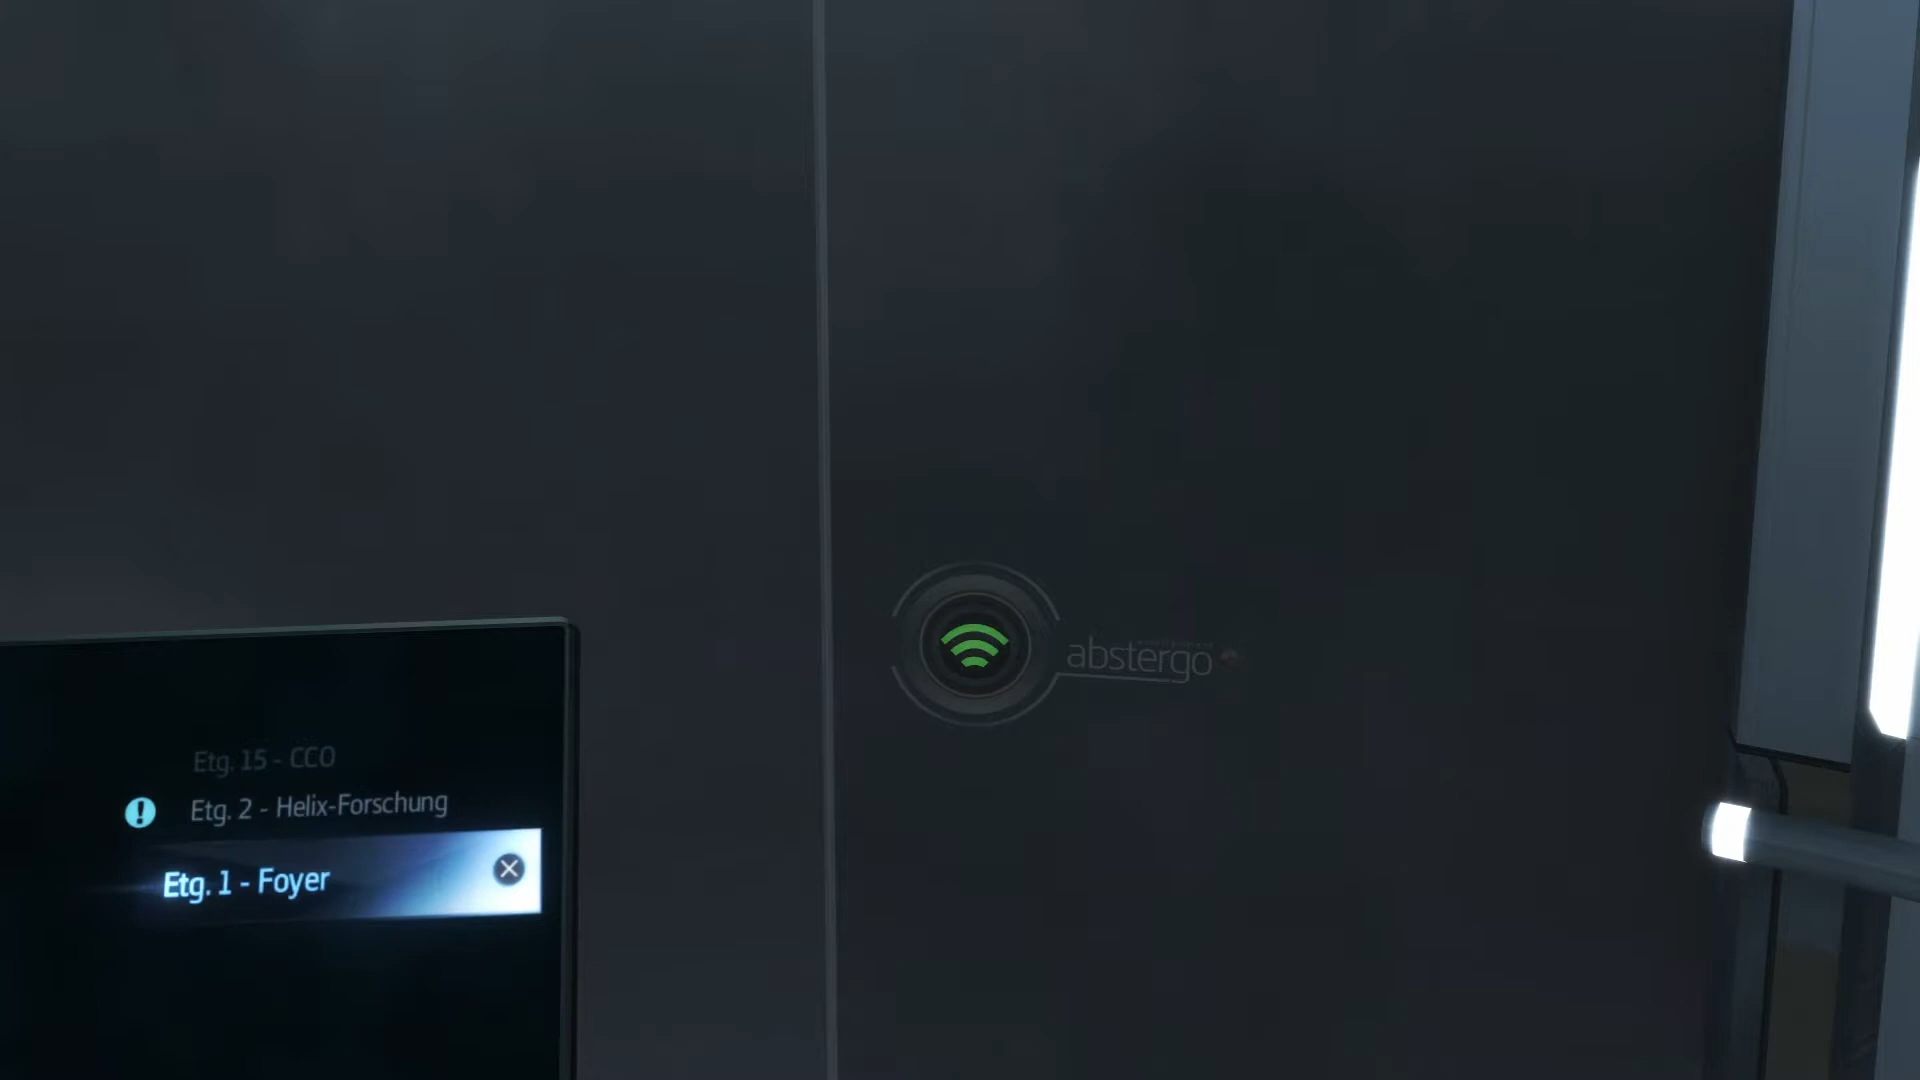 abstergo
Etg. 15 - CCO
Etg. 2 - Helix-Forschung
Etg. 1 - Foyer